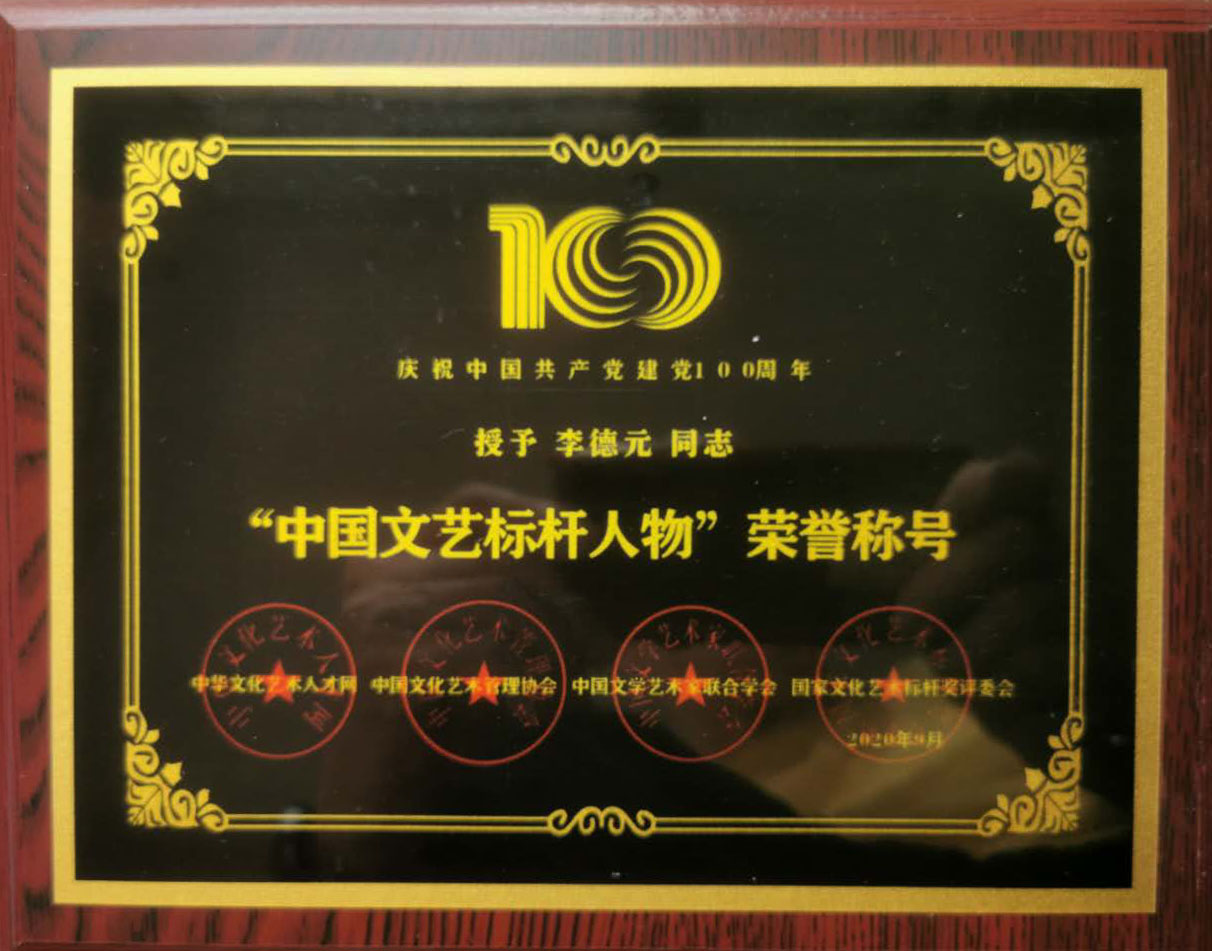 100
庆祝中国共产党建党100周年
授予 李德元 同志
“中国文艺标杆人物”荣誉称号
中华文化艺术人才网 中国文化艺术管理协会 中国文学艺术家联合学会 国家文化艺术标杆奖评委会
2020年9月